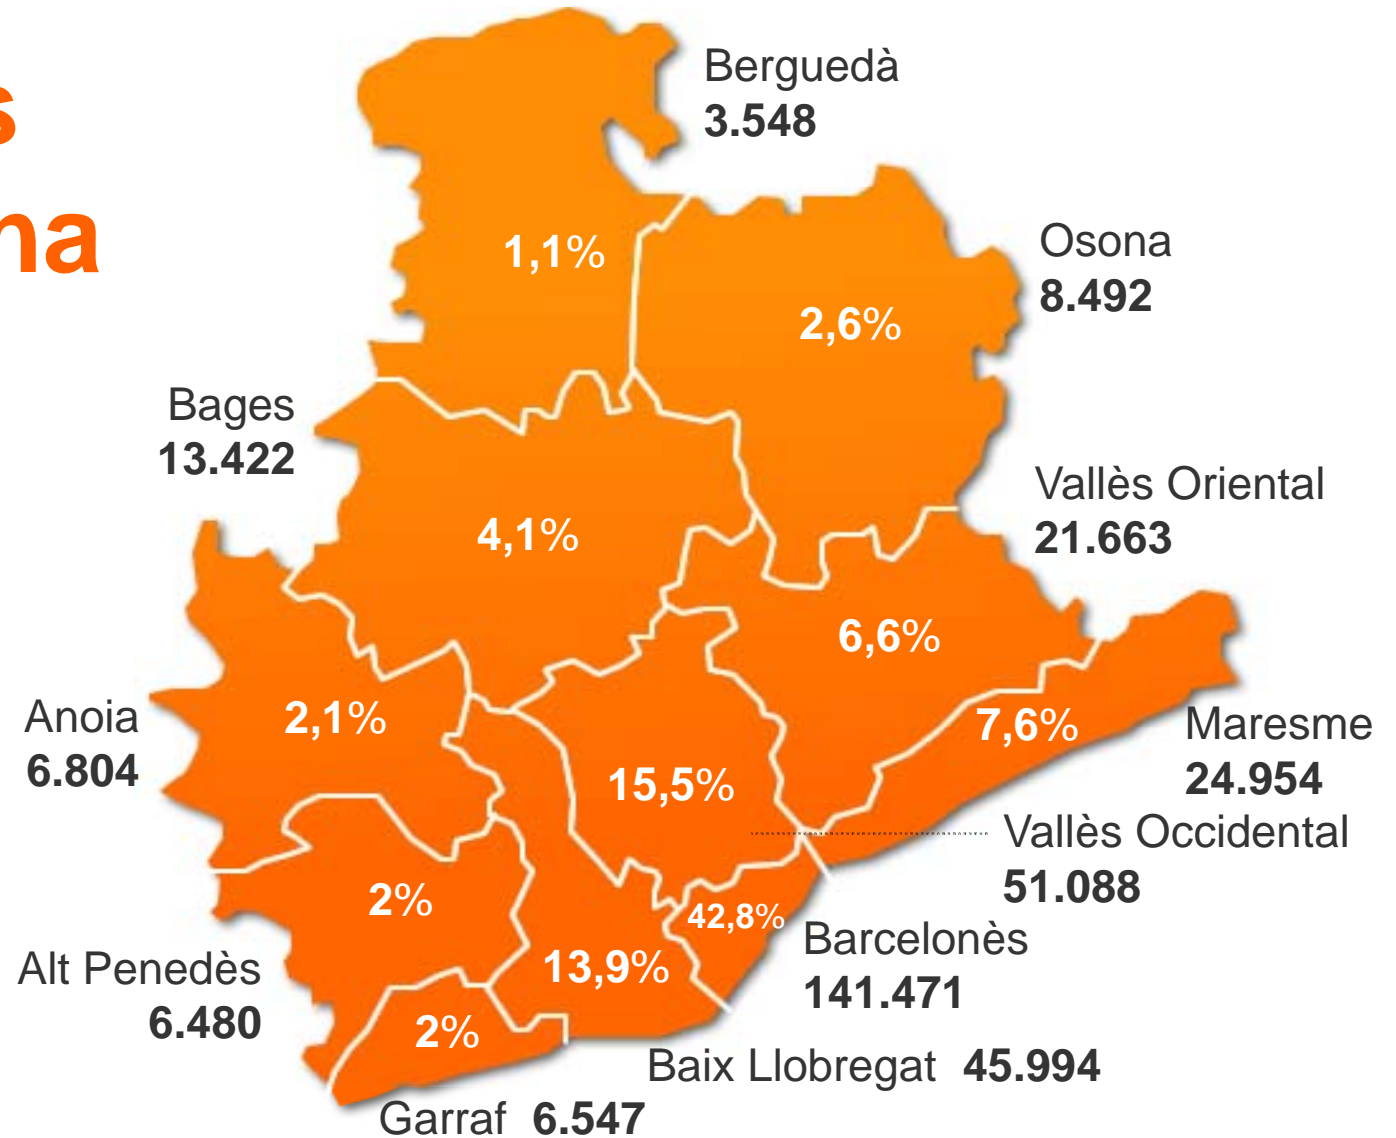 Berguedà
3.548
1,1%
Osona
8.492
2,6%
Bages
13.422
4,1%
Vallès Oriental
21.663
6,6%
Anoia
6.804
2,1%
7,6%
Maresme
24.954
15,5%
Vallès Occidental
51.088
2%
42,8%
Barcelonès
141.471
Alt Penedès
6.480
13,9%
2%
Baix Llobregat 45.994
Garraf 6.547